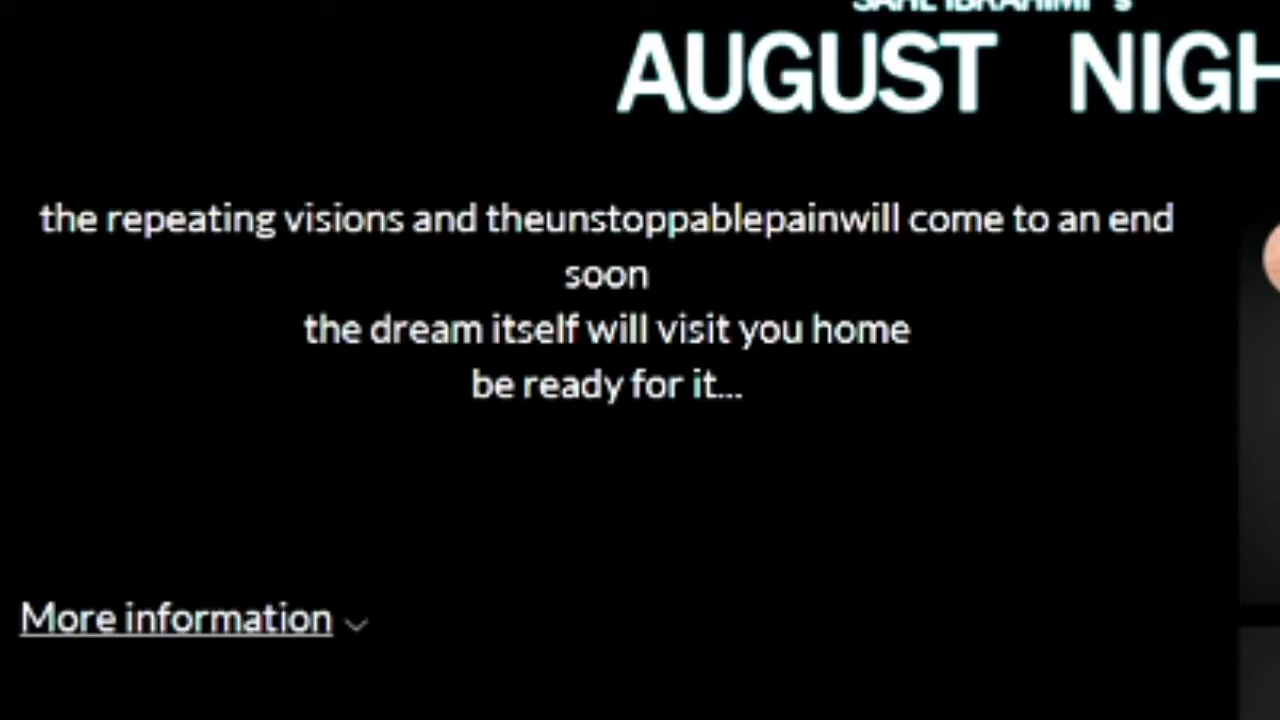 AUGUST NIGH
the repeating visions and theunstoppablepainwill come to an end
soon
the dream itself will visit you home
be ready for it...
More information